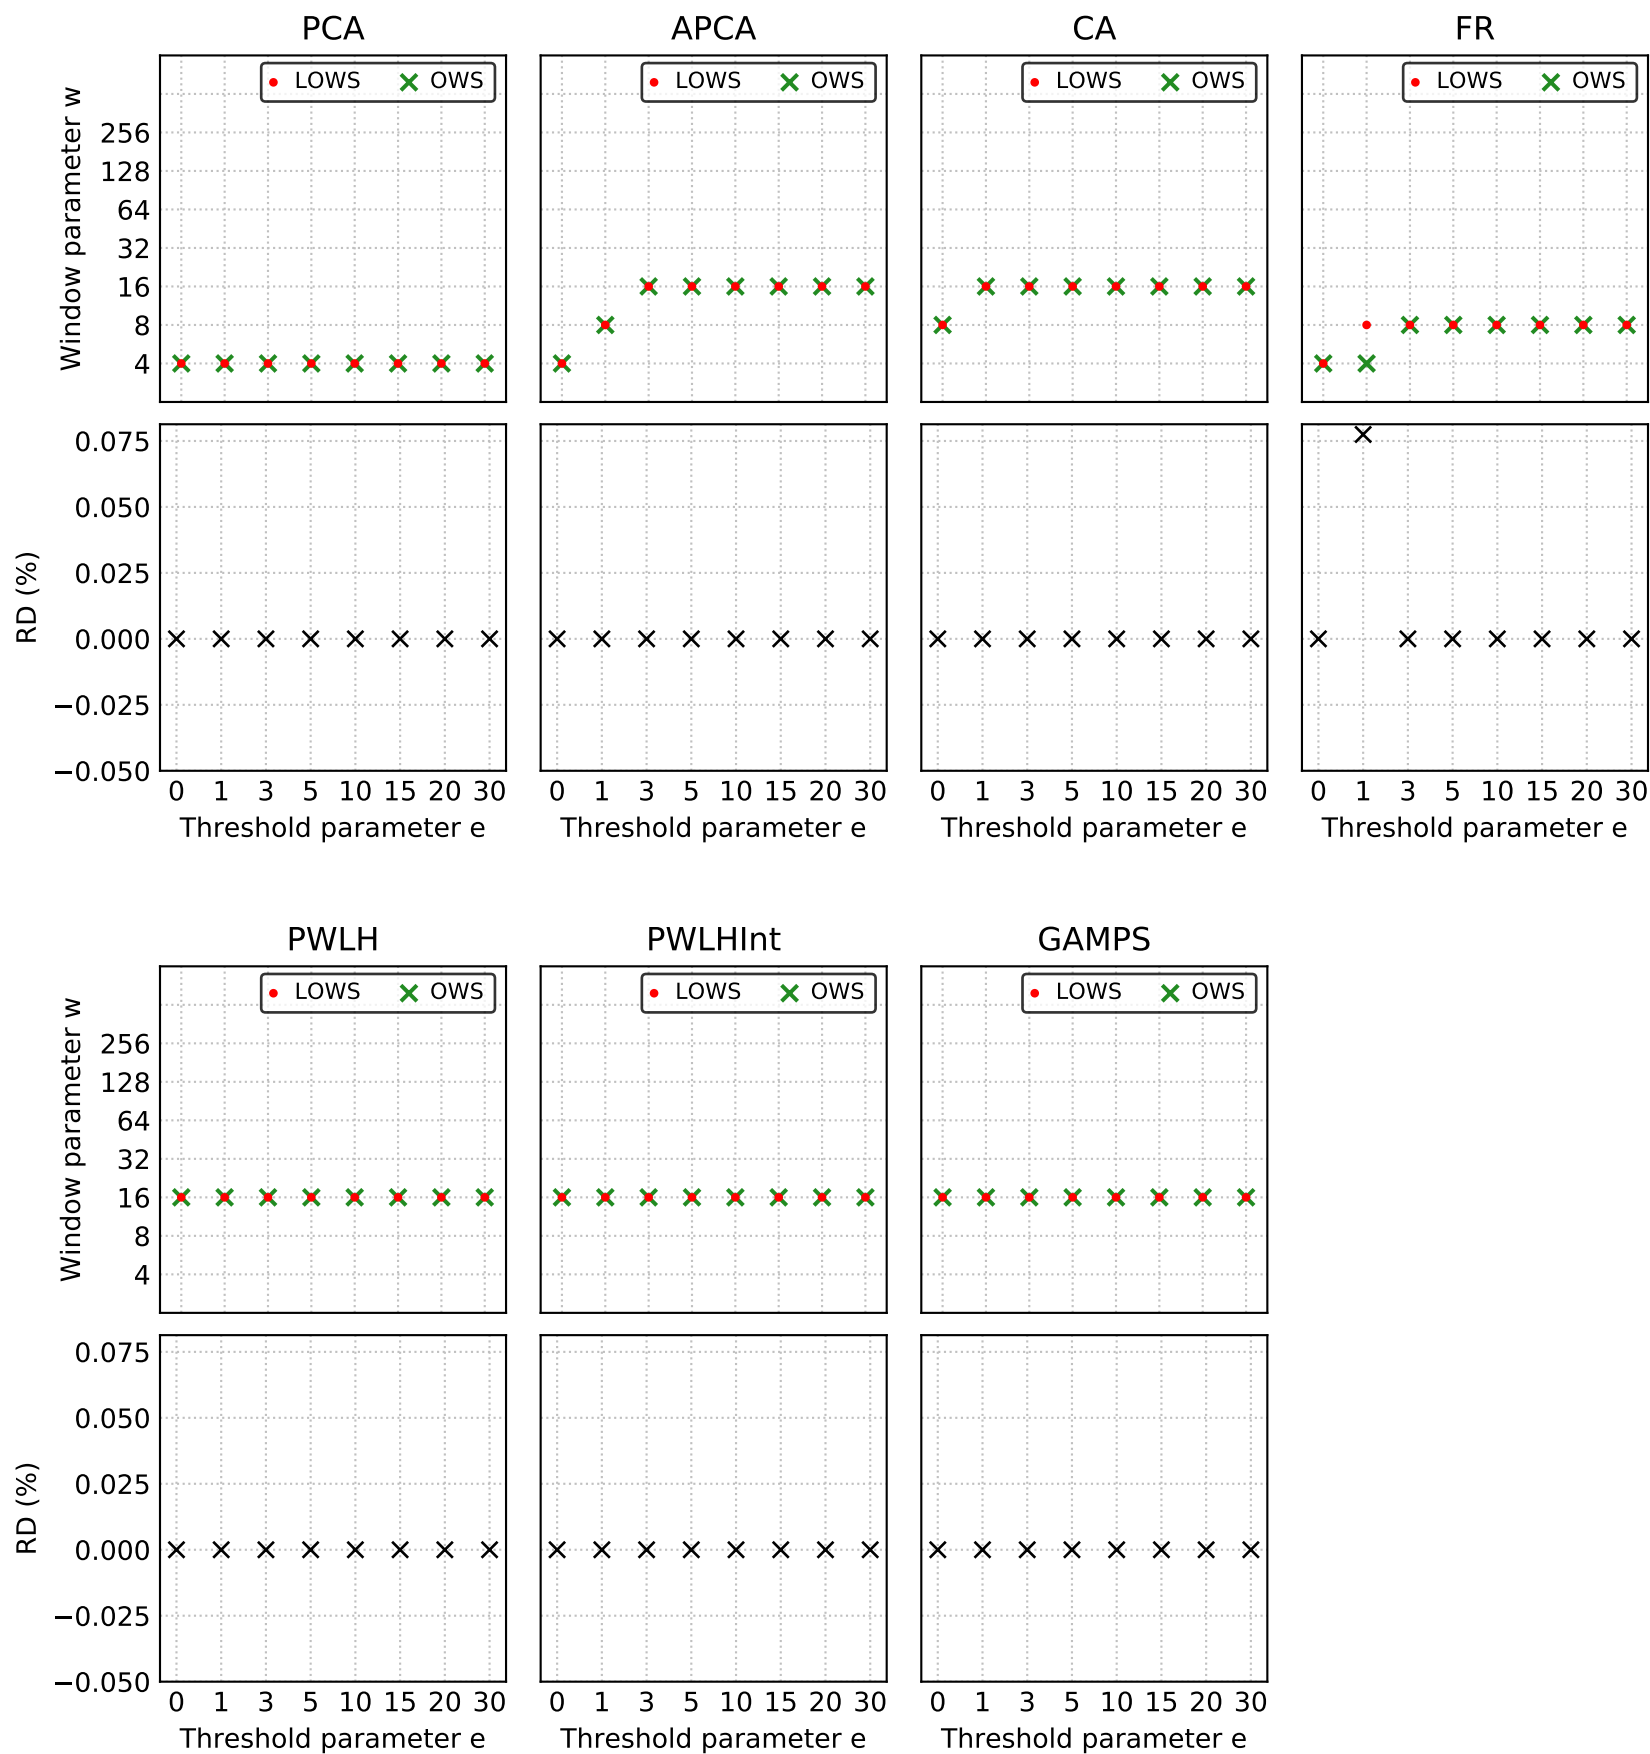 PCA APCA CA FR
LOWS OWS LOWS OWS LOWS OWS LOWS OWS
Window parameter w
256
128
64
32
16
8
4
RD (%)
0.075
0.050
0.025
0.000
−0.025
−0.050
0 1 3 5 10 15 20 30 0 1 3 5 10 15 20 30 0 1 3 5 10 15 20 30 0 1 3 5 10 15 20 30
Threshold parameter e Threshold parameter e Threshold parameter e Threshold parameter e
PWLH PWLHInt GAMPS
LOWS OWS LOWS OWS LOWS OWS
Window parameter w
256
128
64
32
16
8
4
RD (%)
0.075
0.050
0.025
0.000
−0.025
−0.050
0 1 3 5 10 15 20 30 0 1 3 5 10 15 20 30 0 1 3 5 10 15 20 30
Threshold parameter e Threshold parameter e Threshold parameter e